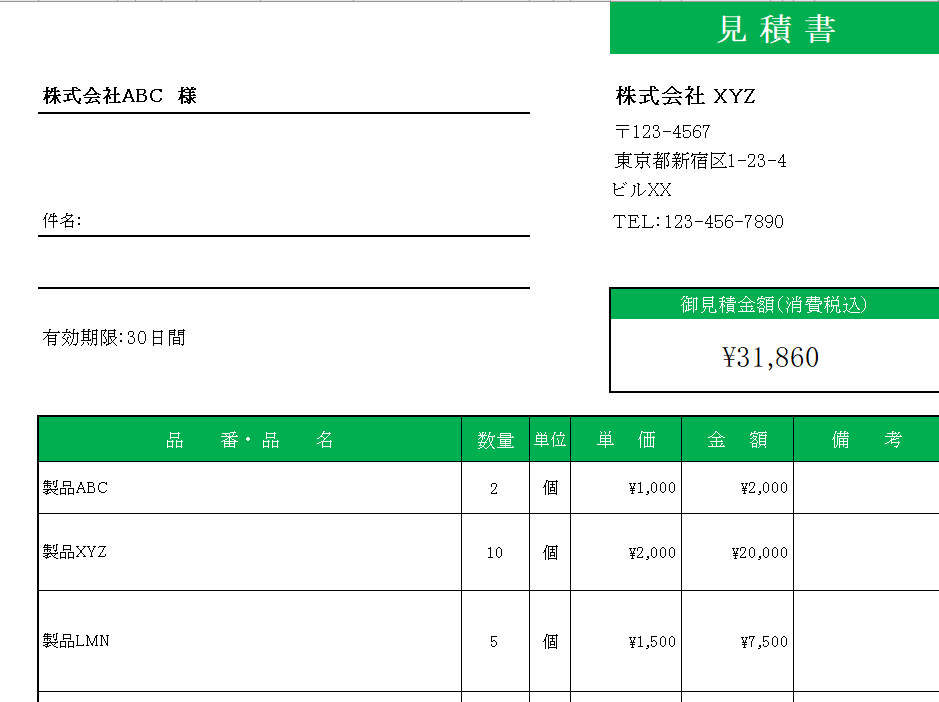 見積書
株式会社ABC 様
株式会社 XYZ
〒123-4567
東京都新宿区1-23-4
ビルXX
件名:
TEL:123-456-7890
御見積金額(消費税込)
有効期限:30日間
¥31,860
品 番・品 名 数量 単位 単 価 金 額 備 考
製品ABC 2 個 ¥1,000 ¥2,000
製品XYZ 10 個 ¥2,000 ¥20,000
製品LMN 5 個 ¥1,500 ¥7,500